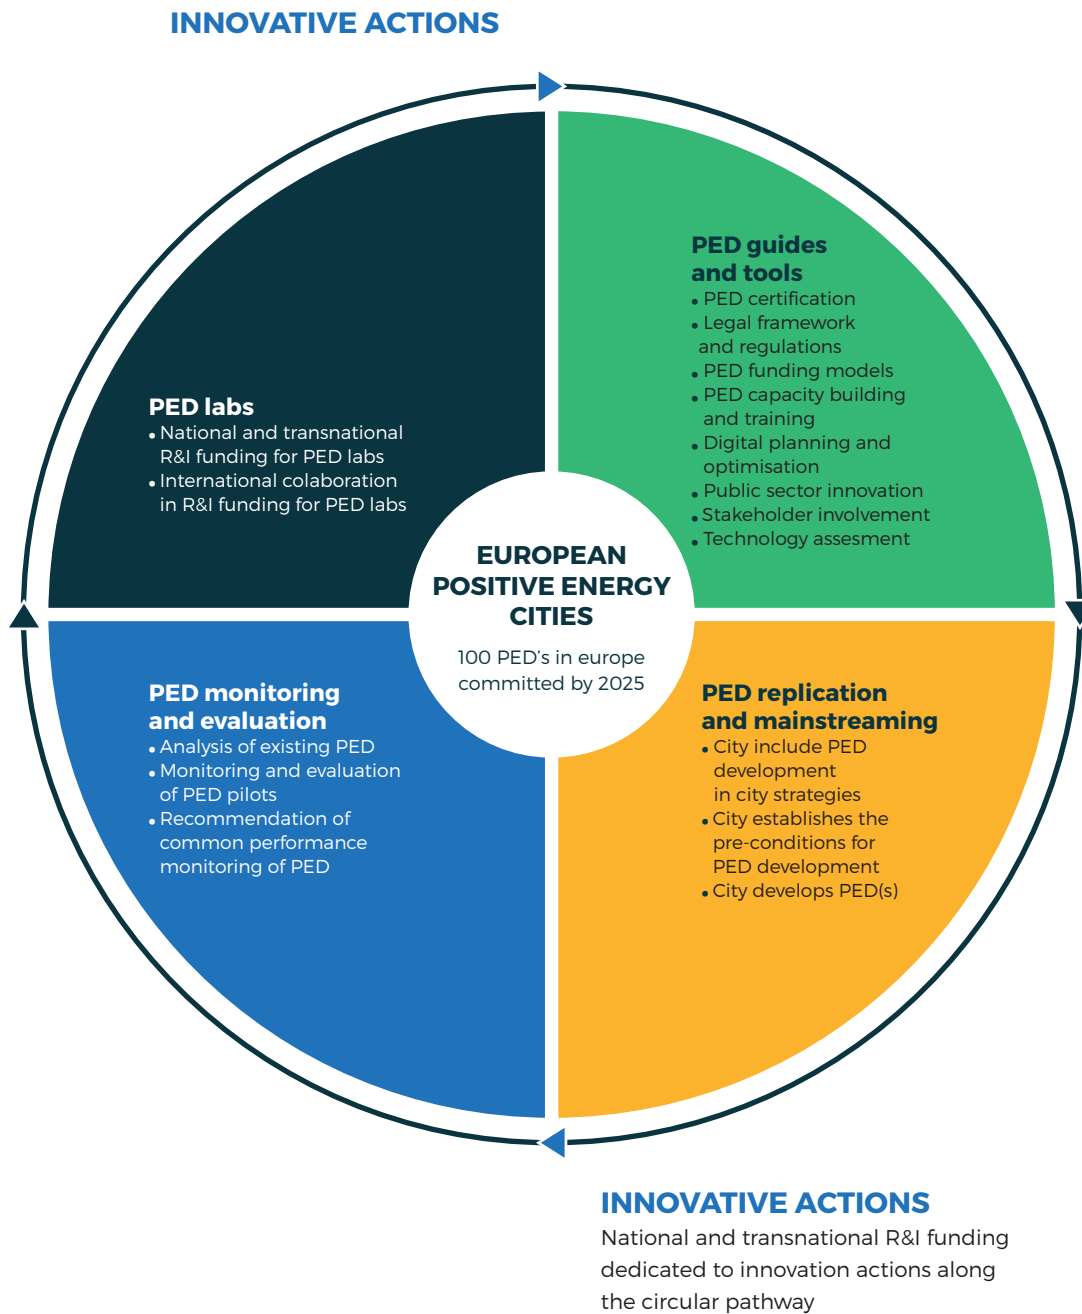 INNOVATIVE ACTIONS
PED guides
and tools
• PED certification
• Legal framework
and regulations
• PED funding models
• PED capacity building
and training
• Digital planning and
optimisation
• Public sector innovation
• Stakeholder involvement
• Technology assesment
PED labs
• National and transnational
R&I funding for PED labs
• International colaboration
in R&I funding for PED labs
EUROPEAN
POSITIVE ENERGY
CITIES
100 PED's in europe
committed by 2025
PED monitoring
and evaluation
• Analysis of existing PED
• Monitoring and evaluation
of PED pilots
• Recommendation of
common performance
monitoring of PED
PED replication
and mainstreaming
• City include PED
development
in city strategies
• City establishes the
pre-conditions for
PED development
• City develops PED(s)
INNOVATIVE ACTIONS
National and transnational R&I funding
dedicated to innovation actions along
the circular pathway